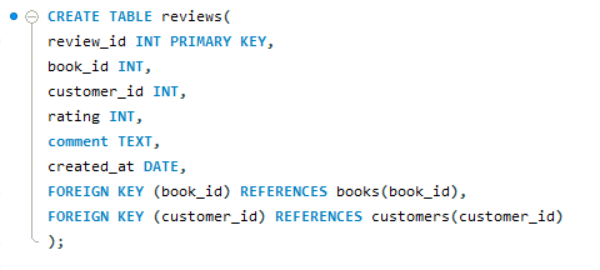 CREATE TABLE reviews(
review_id INT PRIMARY KEY,
book_id INT,
customer_id INT,
rating INT,
comment TEXT,
created_at DATE,
FOREIGN KEY (book_id) REFERENCES books(book_id),
FOREIGN KEY (customer_id) REFERENCES customers(customer_id)
);